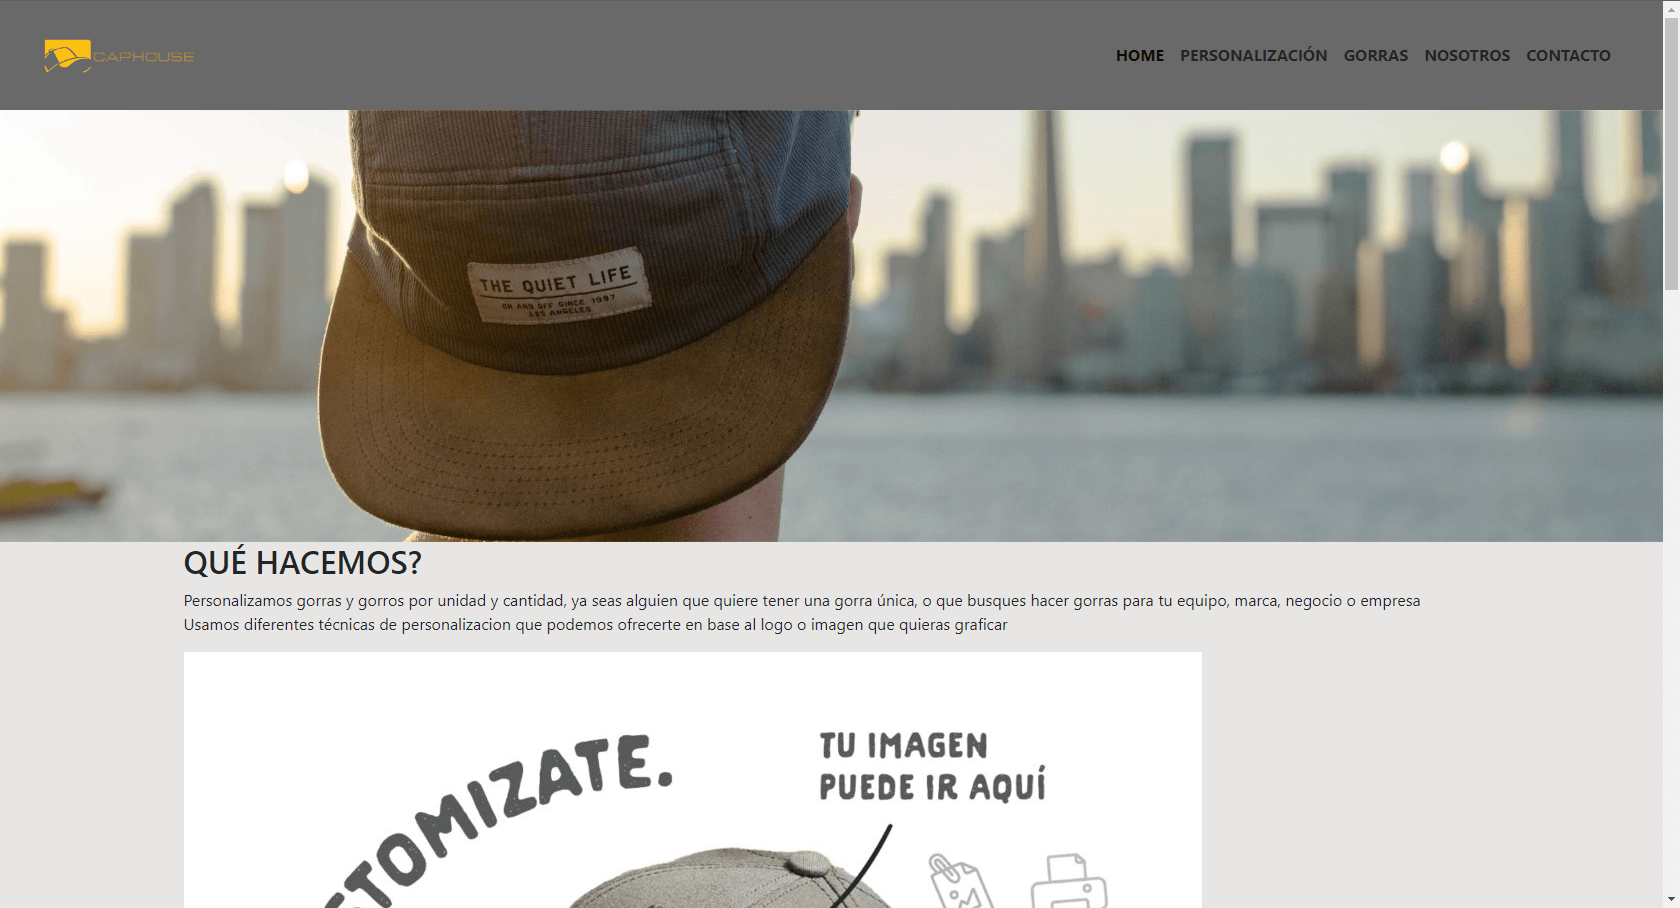 CAPHOUSE
HOME PERSONALIZACIÓN GORRAS NOSOTROS CONTACTO
THE QUIET LIFE
ON AND OFF SINCE 1997
LOS ANGELES
QUÉ HACEMOS?
Personalizamos gorras y gorros por unidad y cantidad, ya seas alguien que quiere tener una gorra única, o que busques hacer gorras para tu equipo, marca, negocio o empresa
Usamos diferentes técnicas de personalizacion que podemos ofrecerte en base al logo o imagen que quieras graficar
STOMIZATE.
TU IMAGEN
PUEDE IR AQUÍ